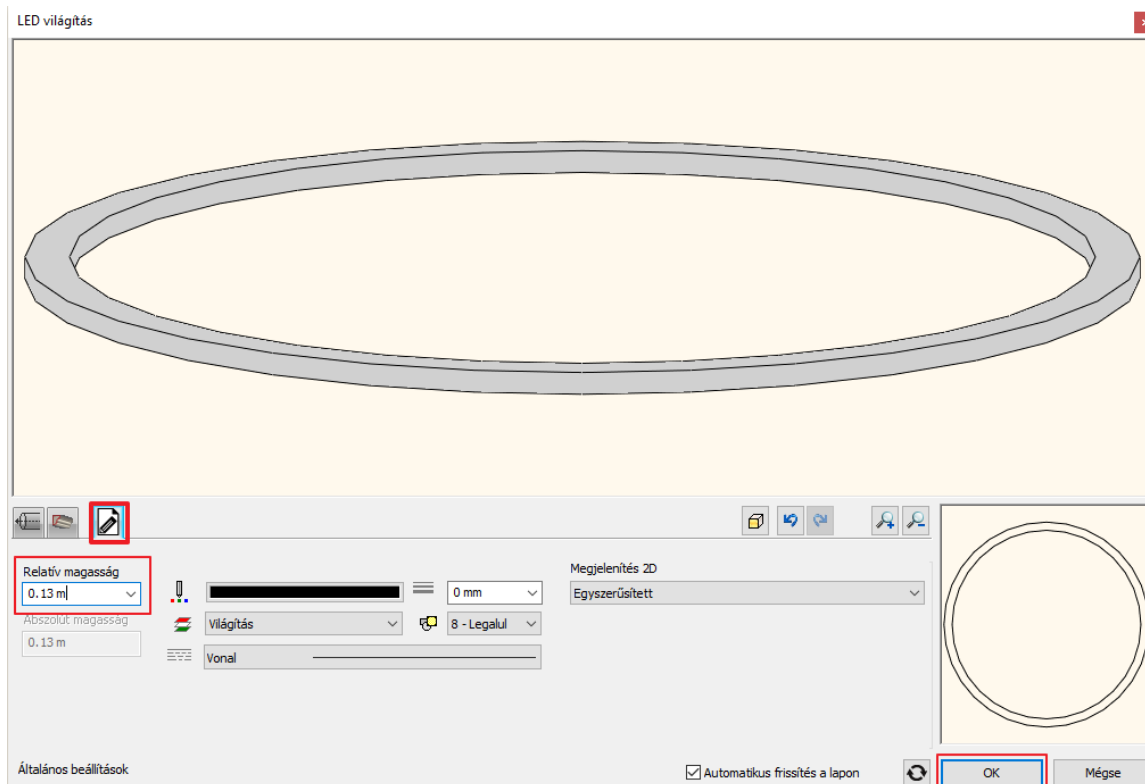 LED világítás
Relatív magasság
0.13 m
Abszolút magasság
0.13 m
0 mm
Világítás
8 - Legalul
Vonal
Megjelenítés 2D
Egyszerűsített
Általános beállítások
Automatikus frissítés a lapon
OK
Mégse